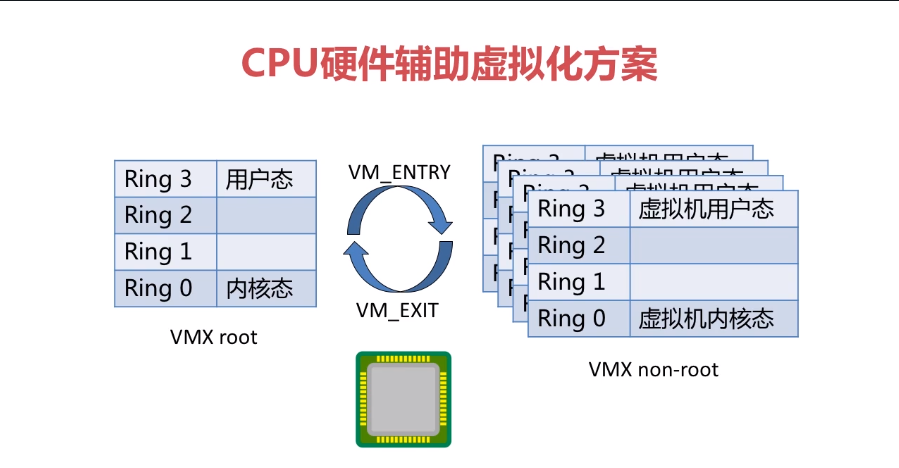 CPU硬件辅助虚拟化方案
Ring 3 用户态
Ring 2
Ring 1
Ring 0 内核态
VMX root
VM_ENTRY
VM_EXIT
Ring 3 虚拟机用户态
Ring 2
Ring 1
Ring 0 虚拟机内核态
VMX non-root